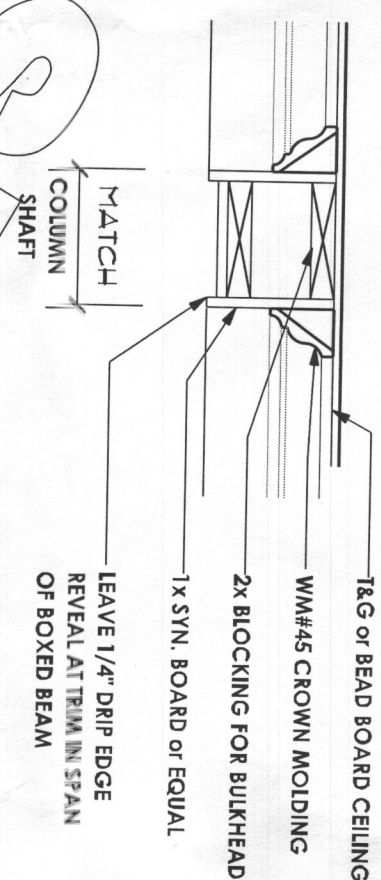 T&G or BEAD BOARD CEILING
WM#45 CROWN MOLDING
2x BLOCKING FOR BULKHEAD
1x SYN. BOARD or EQUAL
LEAVE 1/4" DRIP EDGE
REVEAL AT TRIM IN SPAN
OF BOXED BEAM
MATCH
COLUMN
SHAFT